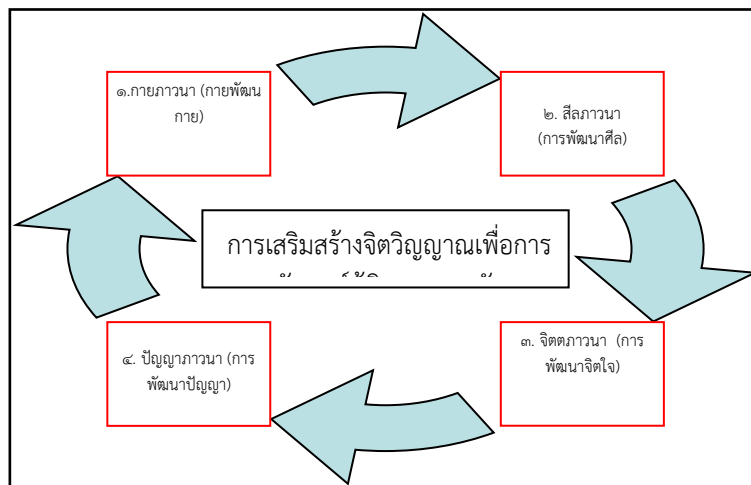 ๑.กายภาวนา (กายพัฒน
กาย)
๒. สีลภาวนา
(การพัฒนาศีล)
การเสริมสร้างจิตวิญญาณเพื่อการ
๔. ปัญญาภาวนา (การ
พัฒนาปัญญา)
๓. จิตตภาวนา (การ
พัฒนาจิตใจ)